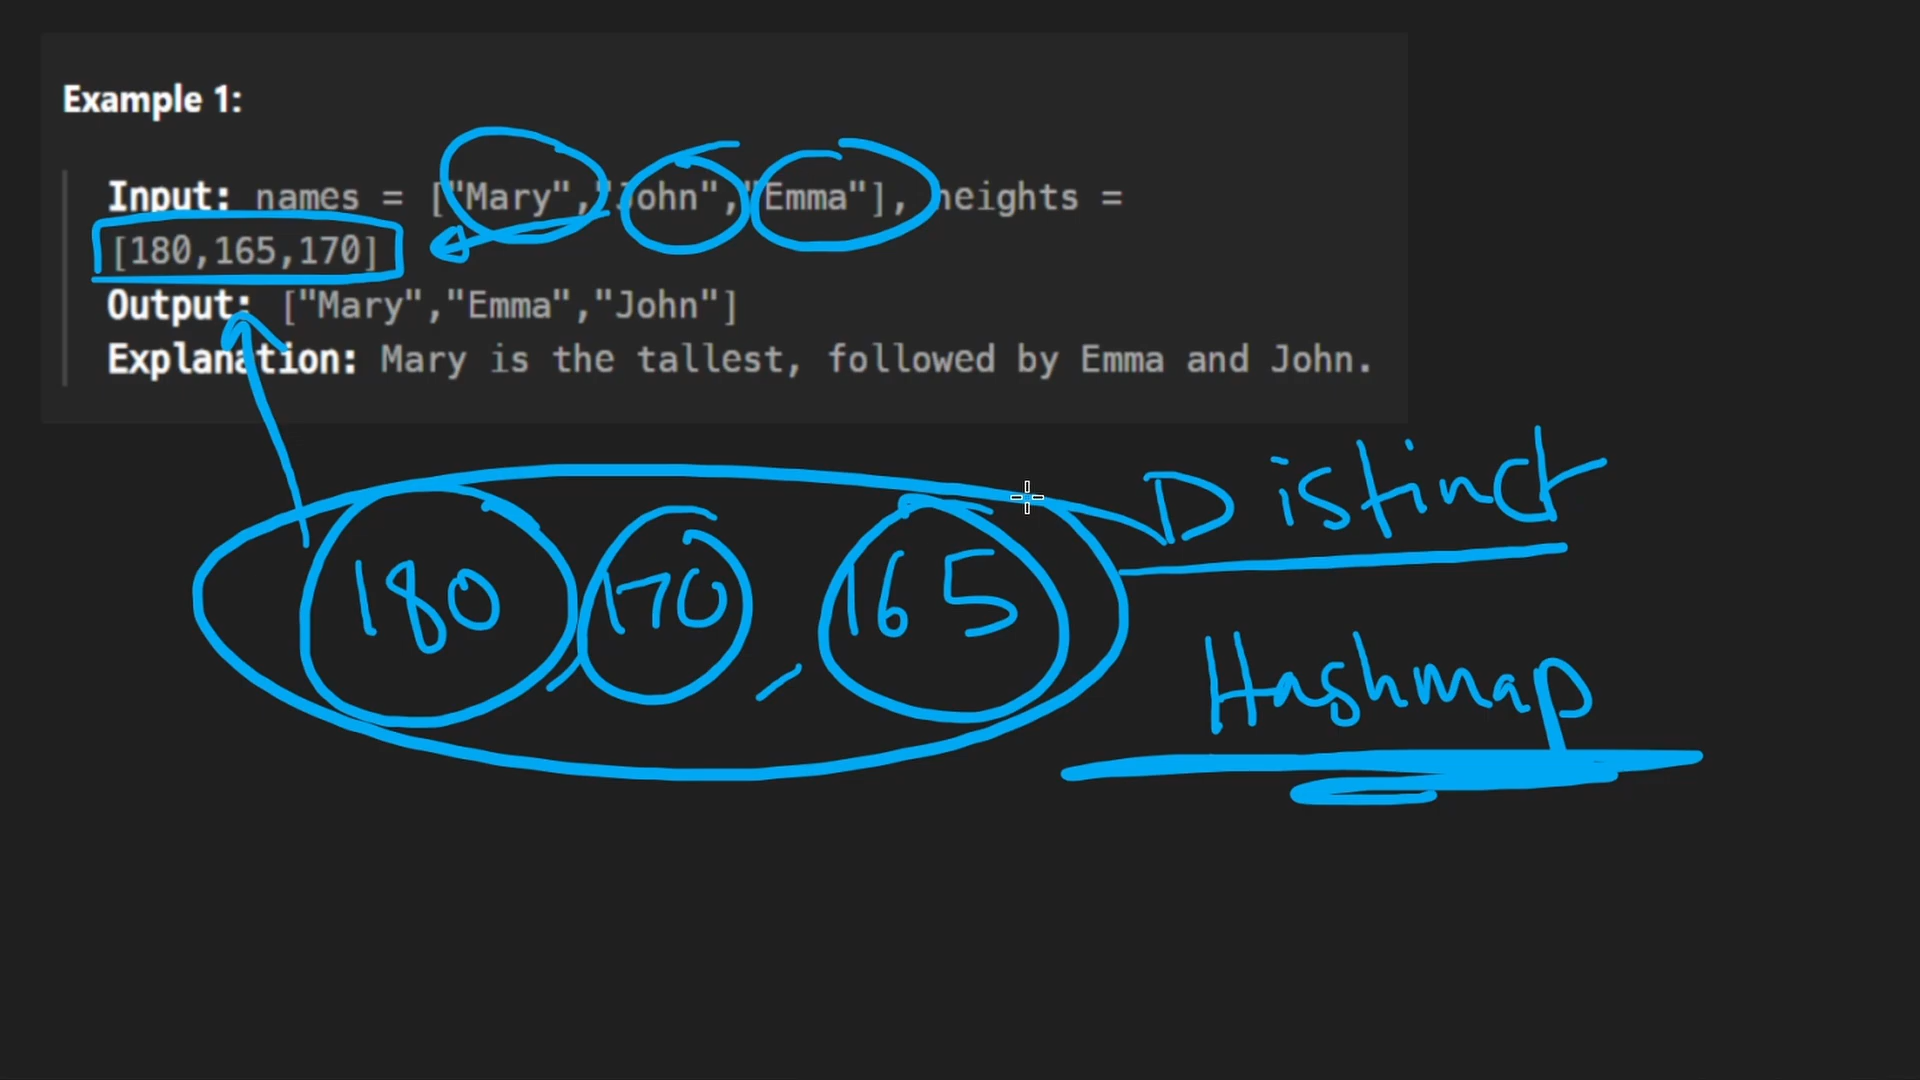 Example 1:
Input: names = ["Mary","John","Emma"], heights =
[180,165,170]
Output: ["Mary","Emma","John"]
Explanation: Mary is the tallest, followed by Emma and John.
Distinct
180, 170, 165
Hashmap